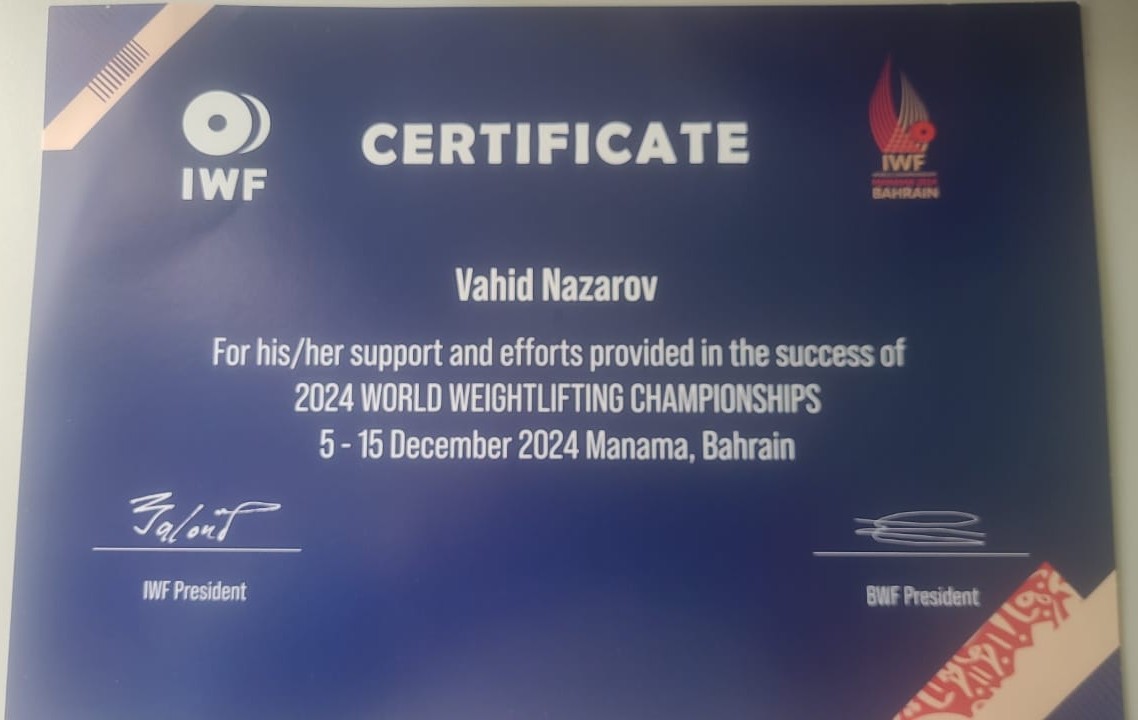 IWF
CERTIFICATE
IWF
BAHRAIN
Vahid Nazarov
For his/her support and efforts provided in the success of
2024 WORLD WEIGHTLIFTING CHAMPIONSHIPS
5 - 15 December 2024 Manama, Bahrain
IWF President
BWF President